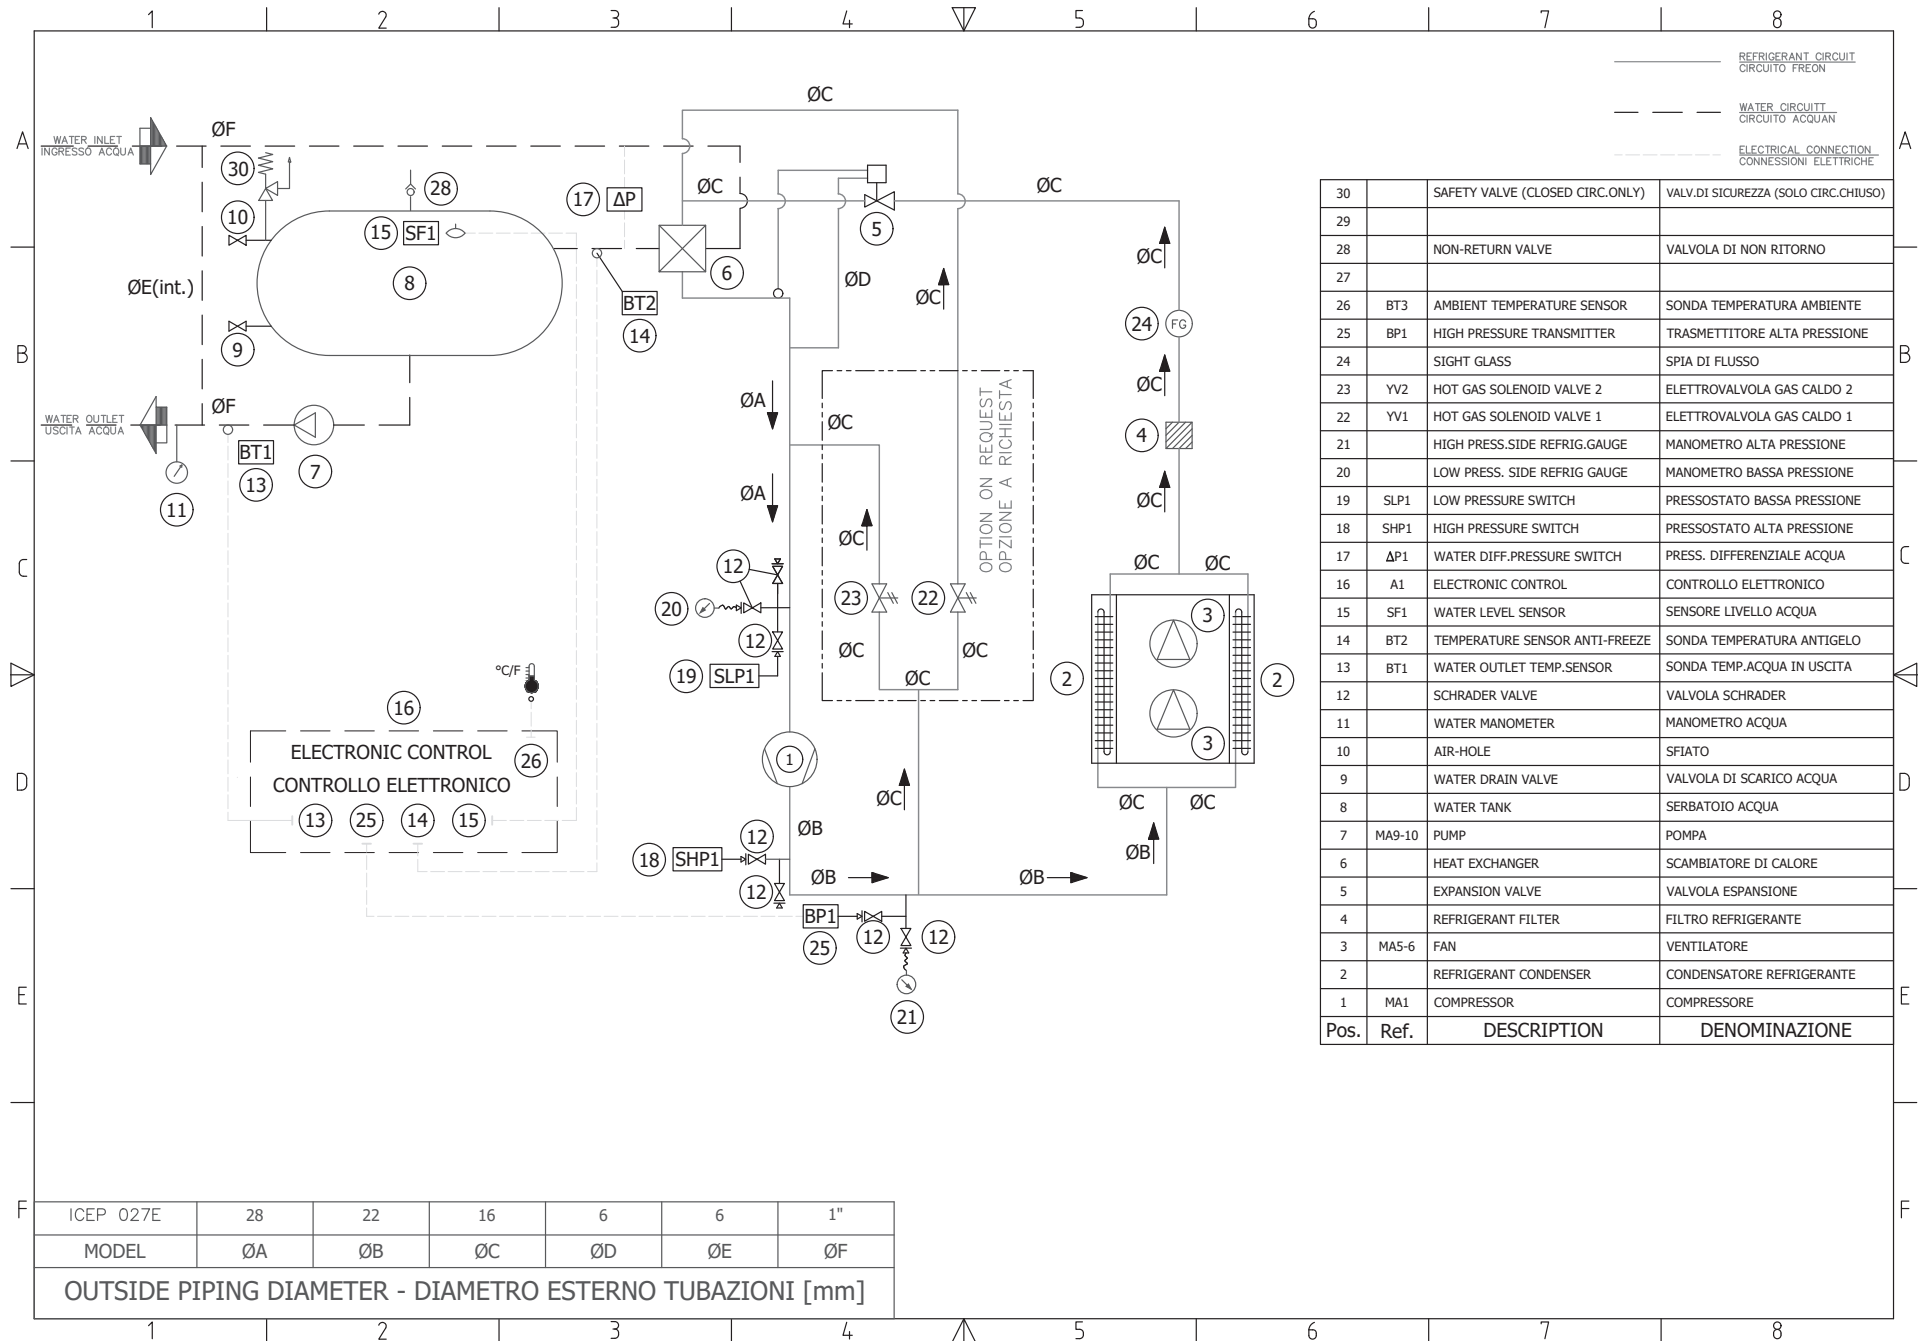 1 2 3 4 5 6 7 8
REFRIGERANT CIRCUIT
CIRCUITO FREON
WATER CIRCUITT
CIRCUITO ACQUAN
ELECTRICAL CONNECTION
CONNESSIONI ELETTRICHE
A A
B B
C C
D D
E E
F F
WATER INLET
INGRESSO ACQUA
ØF
30
10
28
15 SF1
17 ΔP
8
ØE(int.)
9
WATER OUTLET
USCITA ACQUA
ØF
BT1
13
11
7
BT2
14
6
ØC
ØC
ØC
5
ØD
ØC
ØC
24 FG
ØC
4
ØC
ØC ØC
ØA
ØA
ØC
OPTION ON REQUEST
OPZIONE A RICHIESTA
ØC
23
22
ØC
ØC
ØC
12
20
12
19 SLP1
3
2
2
3
ØC ØC
ØB
°C/F
16
ELECTRONIC CONTROL
CONTROLLO ELETTRONICO
26
13 25 14 15
1
ØC
ØB
12
18 SHP1
12
ØB
ØB
BP1
25
12
12
21
30 SAFETY VALVE (CLOSED CIRC.ONLY) VALV.DI SICUREZZA (SOLO CIRC.CHIUSO)
29
28 NON-RETURN VALVE VALVOLA DI NON RITORNO
27
26 BT3 AMBIENT TEMPERATURE SENSOR SONDA TEMPERATURA AMBIENTE
25 BP1 HIGH PRESSURE TRANSMITTER TRASMETTITORE ALTA PRESSIONE
24 SIGHT GLASS SPIA DI FLUSSO
23 YV2 HOT GAS SOLENOID VALVE 2 ELETTROVALVOLA GAS CALDO 2
22 YV1 HOT GAS SOLENOID VALVE 1 ELETTROVALVOLA GAS CALDO 1
21 HIGH PRESS.SIDE REFRIG.GAUGE MANOMETRO ALTA PRESSIONE
20 LOW PRESS. SIDE REFRIG GAUGE MANOMETRO BASSA PRESSIONE
19 SLP1 LOW PRESSURE SWITCH PRESSOSTATO BASSA PRESSIONE
18 SHP1 HIGH PRESSURE SWITCH PRESSOSTATO ALTA PRESSIONE
17 ΔP1 WATER DIFF.PRESSURE SWITCH PRESS. DIFFERENZIALE ACQUA
16 A1 ELECTRONIC CONTROL CONTROLLO ELETTRONICO
15 SF1 WATER LEVEL SENSOR SENSORE LIVELLO ACQUA
14 BT2 TEMPERATURE SENSOR ANTI-FREEZE SONDA TEMPERATURA ANTIGELO
13 BT1 WATER OUTLET TEMP.SENSOR SONDA TEMP.ACQUA IN USCITA
12 SCHRADER VALVE VALVOLA SCHRADER
11 WATER MANOMETER MANOMETRO ACQUA
10 AIR-HOLE SFIATO
9 WATER DRAIN VALVE VALVOLA DI SCARICO ACQUA
8 WATER TANK SERBATOIO ACQUA
7 MA9-10 PUMP POMPA
6 HEAT EXCHANGER SCAMBIATORE DI CALORE
5 EXPANSION VALVE VALVOLA ESPANSIONE
4 REFRIGERANT FILTER FILTRO REFRIGERANTE
3 MA5-6 FAN VENTILATORE
2 REFRIGERANT CONDENSER CONDENSATORE REFRIGERANTE
1 MA1 COMPRESSOR COMPRESSORE
Pos. Ref. DESCRIPTION DENOMINAZIONE
ICEP 027E 28 22 16 6 6 1"
MODEL ØA ØB ØC ØD ØE ØF
OUTSIDE PIPING DIAMETER - DIAMETRO ESTERNO TUBAZIONI [mm]
1 2 3 4 5 6 7 8